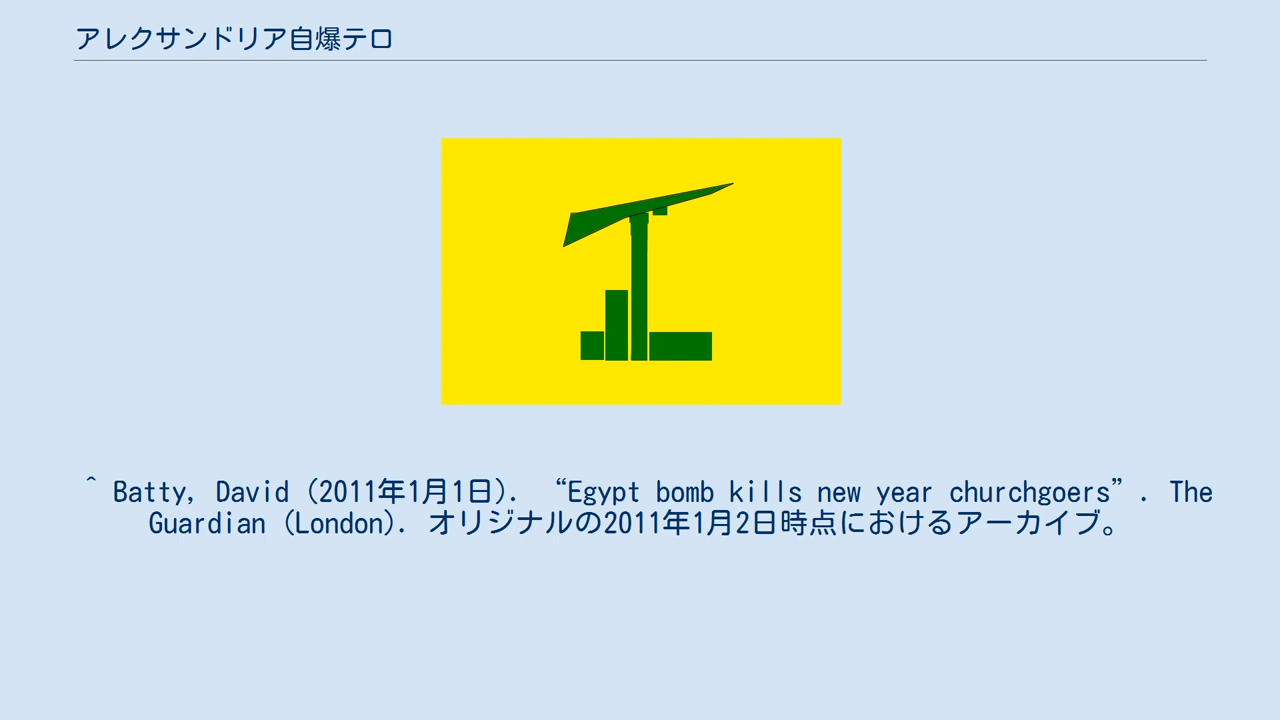 アレクサンドリア自爆テロ
^ Batty, David (2011年1月1日). “Egypt bomb kills new year churchgoers”. The
Guardian (London). オリジナルの2011年1月2日時点におけるアーカイブ。